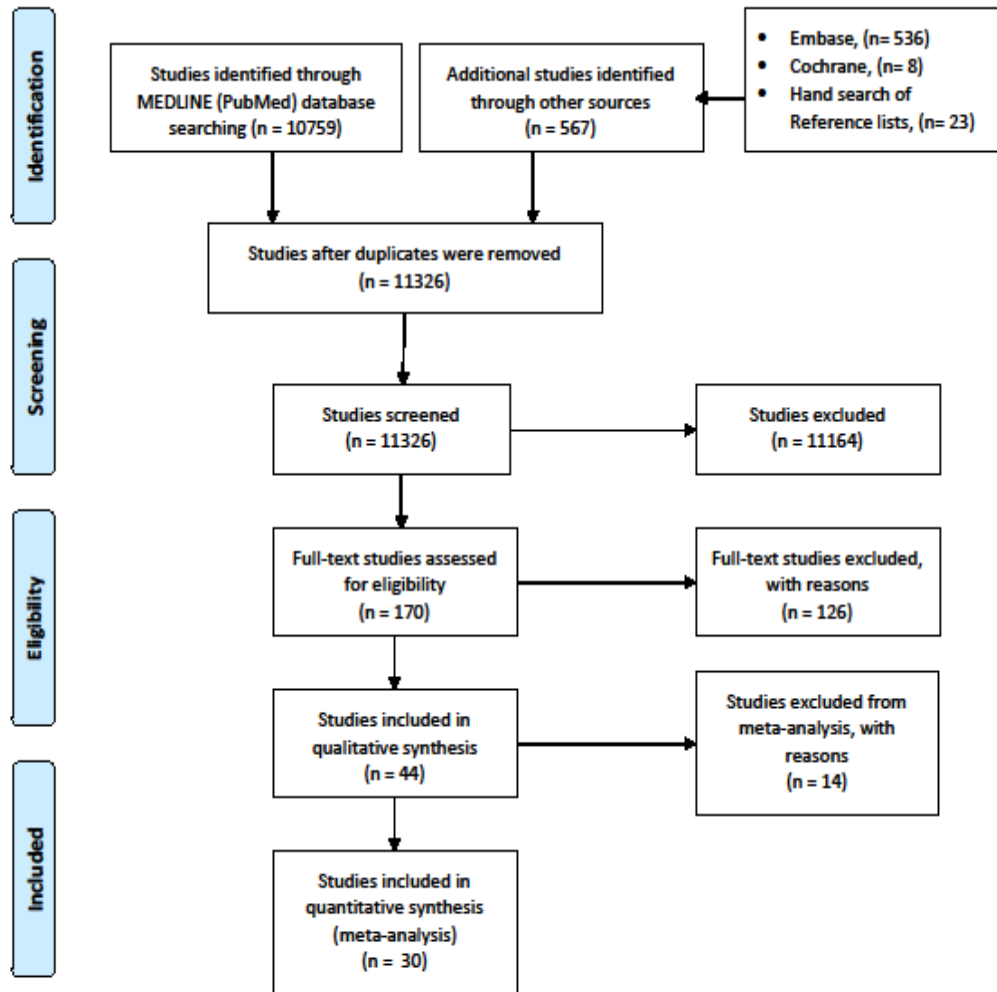 Identification
Studies identified through
MEDLINE (PubMed) database
searching (n = 10759)
Additional studies identified
through other sources
(n = 567)
• Embase, (n= 536)
• Cochrane, (n= 8)
• Hand search of
Reference lists, (n= 23)
Studies after duplicates were removed
(n = 11326)
Screening
Studies screened
(n = 11326)
Studies excluded
(n = 11164)
Eligibility
Full-text studies assessed
for eligibility
(n = 170)
Full-text studies excluded,
with reasons
(n = 126)
Studies included in
qualitative synthesis
(n = 44)
Studies excluded from
meta-analysis, with
reasons
(n = 14)
Included
Studies included in
quantitative synthesis
(meta-analysis)
(n = 30)